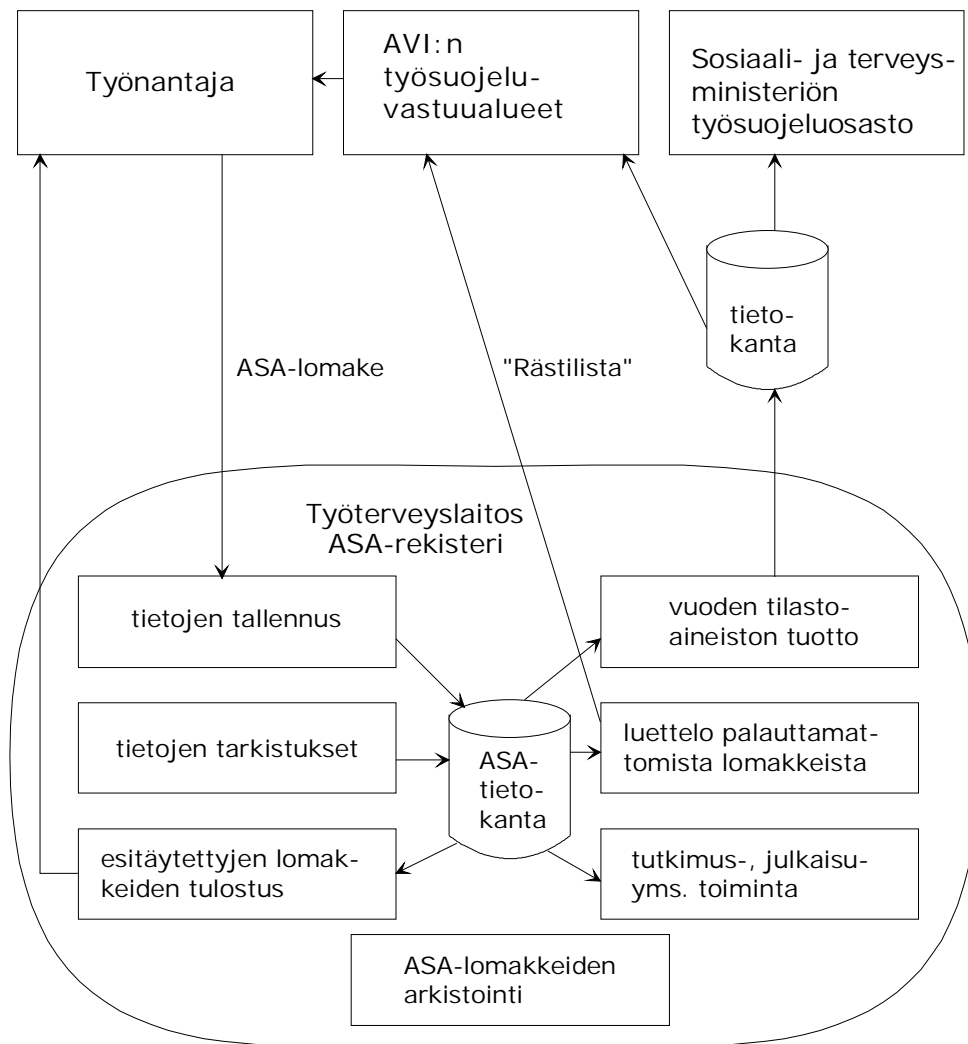 Työnantaja
AVI:n
työsuojelu-
vastuualueet
Sosiaali- ja terveys-
ministeriön
työsuojeluosasto
tieto-
kanta
ASA-lomake
"Rästilista"
Työterveyslaitos
ASA-rekisteri
tietojen tallennus
vuoden tilasto-
aineiston tuotto
tietojen tarkistukset
ASA-
tieto-
kanta
luettelo palauttamat-
tomista lomakkeista
esitäytettyjen lomak-
keiden tulostus
tutkimus-, julkaisu-
yms. toiminta
ASA-lomakkeiden
arkistointi